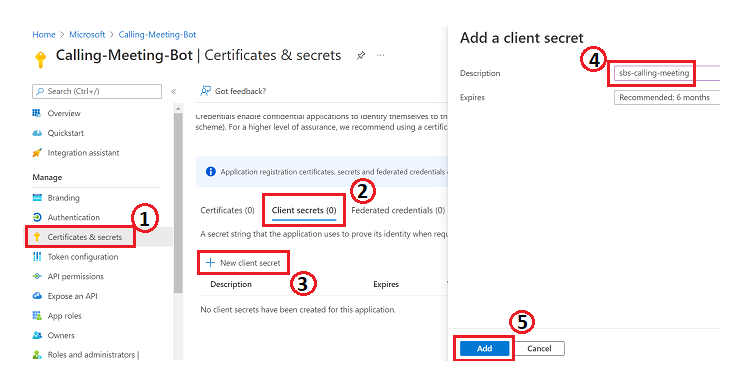 Home > Microsoft > Calling-Meeting-Bot
Calling-Meeting-Bot | Certificates & secrets
Search (Ctrl+/)
Overview
Quickstart
Integration assistant
Manage
Branding
Authentication
1
Certificates & secrets
Token configuration
API permissions
Expose an API
App roles
Owners
Roles and administrators |
Got feedback?
Credentials enable confidential applications to identify themselves to th
scheme). For a higher level of assurance, we recommend using a certific
Application registration certificates, secrets and federated credentials
2
Certificates (0) Client secrets (0) Federated credentials (0)
A secret string that the application uses to prove its identity when requ
New client secret
3
Description Expires
No client secrets have been created for this application.
Add a client secret
4
Description sbs-calling-meeting
Expires Recommended: 6 months
5
Add Cancel